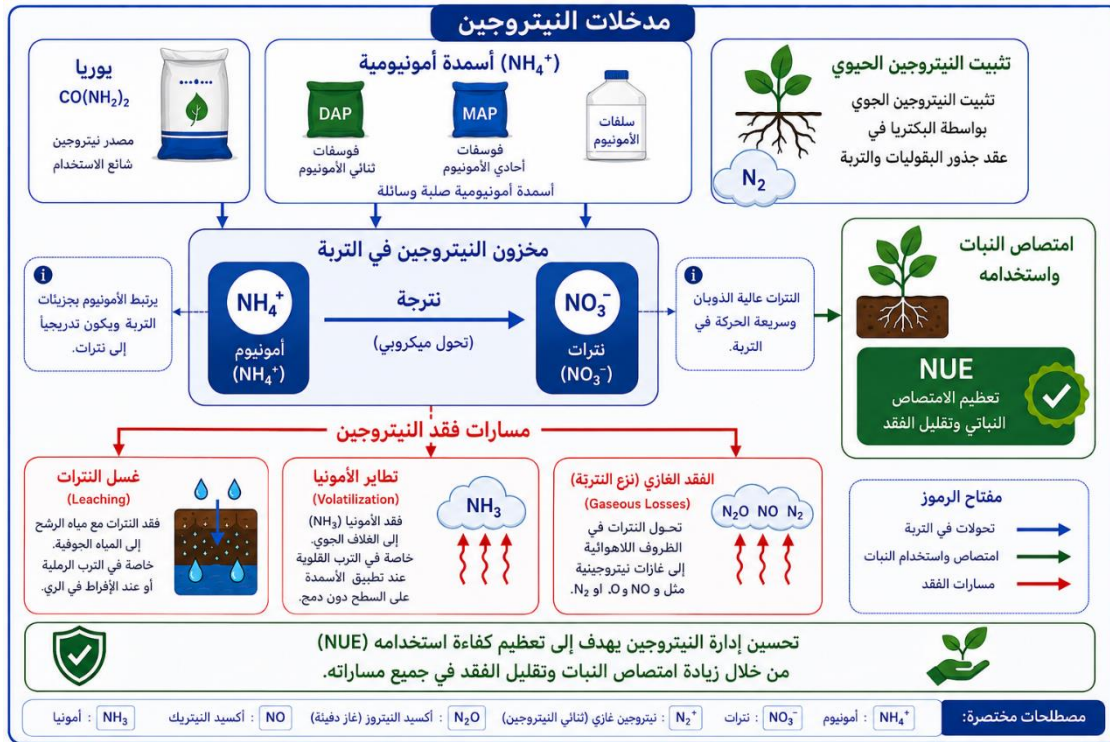 مدخلات النيتروجين
تثبيت النيتروجين الحيوي
تثبيت النيتروجين الجوي
بواسطة البكتريا في
عقد جذور البقوليات والتربة
N₂
أسمدة أمونيومية (NH₄⁺)
سلفات
الأمونيوم
MAP
فوسفات
أحادي الأمونيوم
DAP
فوسفات
ثنائي الأمونيوم
أسمدة أمونيومية صلبة وسائلة
يوريا
CO(NH₂)₂
مصدر نيتروجين
شائع الاستخدام
مخزون النيتروجين في التربة
NH₄⁺
أمونيوم
(NH₄⁺)
نترجة
(تحول ميكروبي)
NO₃⁻
نترات
(NO₃⁻)
يرتبط الأمونيوم بجزيئات
التربة ويكون تدريجياً
إلى نترات.
النترات عالية الذوبان
وسريعة الحركة في
التربة.
امتصاص النبات
واستخدامه
NUE
تعظيم الامتصاص
النباتي وتقليل الفقد
مسارات فقد النيتروجين
الفقد الغازي (نزع النترتة)
(Gaseous Losses)
تحول النترات في
الظروف اللاهوائية
إلى غازات نيتروجينية
مثل و NO و O. او N₂.
N₂O NO N₂
تطاير الأمونيا
(Volatilization)
فقد الأمونيا (NH₃)
إلى الغلاف الجوي.
خاصة في الترب القلوية
عند تطبيق الأسمدة
على السطح دون دمج.
NH₃
غسل النترات
(Leaching)
فقد النترات مع مياه الرشح
إلى المياه الجوفية.
خاصة في الترب الرملية
أو عند الإفراط في الري.
مفتاح الرموز
تحولات في التربة
امتصاص واستخدام النبات
مسارات الفقد
تحسين إدارة النيتروجين يهدف إلى تعظيم كفاءة استخدامه (NUE)
من خلال زيادة امتصاص النبات وتقليل الفقد في جميع مساراته.
مصطلحات مختصرة: NH₄⁺ : أمونيوم NO₃⁻ : نترات N₂⁺ : نيتروجين غازي (ثنائي النيتروجين) N₂O : أكسيد النيتروز (غاز دفيئة) NO : أكسيد النيتريك NH₃ : أمونيا